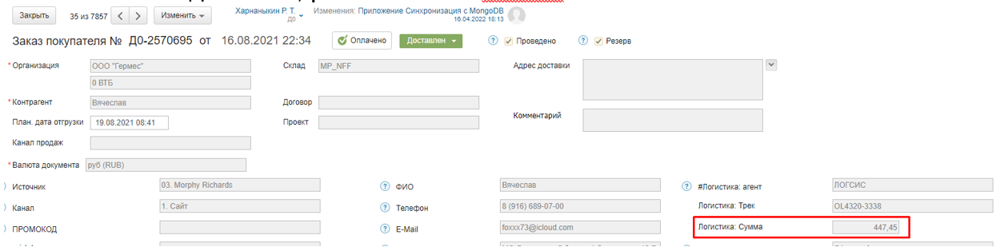 Закрыть 35 из 7857 Изменить Харнаныкин Р. Т. Изменения: Приложение Синхронизация с MongoDB
ДО 16.04.2022 18:13
Заказ покупателя № Д0-2570695 от 16.08.2021 22:34 Оплачено Доставлен ? Проведено ? Резерв
*Организация ООО "Гермес" Склад MP_NFF Адрес доставки
0 ВТБ
*Контрагент Вячеслав Договор
Комментарий
План. дата отгрузки 19.08.2021 08:41 Проект
Канал продаж
*Валюта документа руб (RUB)
Источник 03. Morphy Richards ? ФИО Вячеслав ? #Логистика: агент ЛОГСИС
Канал 1. Сайт ? Телефон 8 (916) 689-07-00 Логистика: Трек OL4320-3338
ПРОМОКОД ? E-Mail foxxx73@icloud.com Логистика: Сумма 447,45